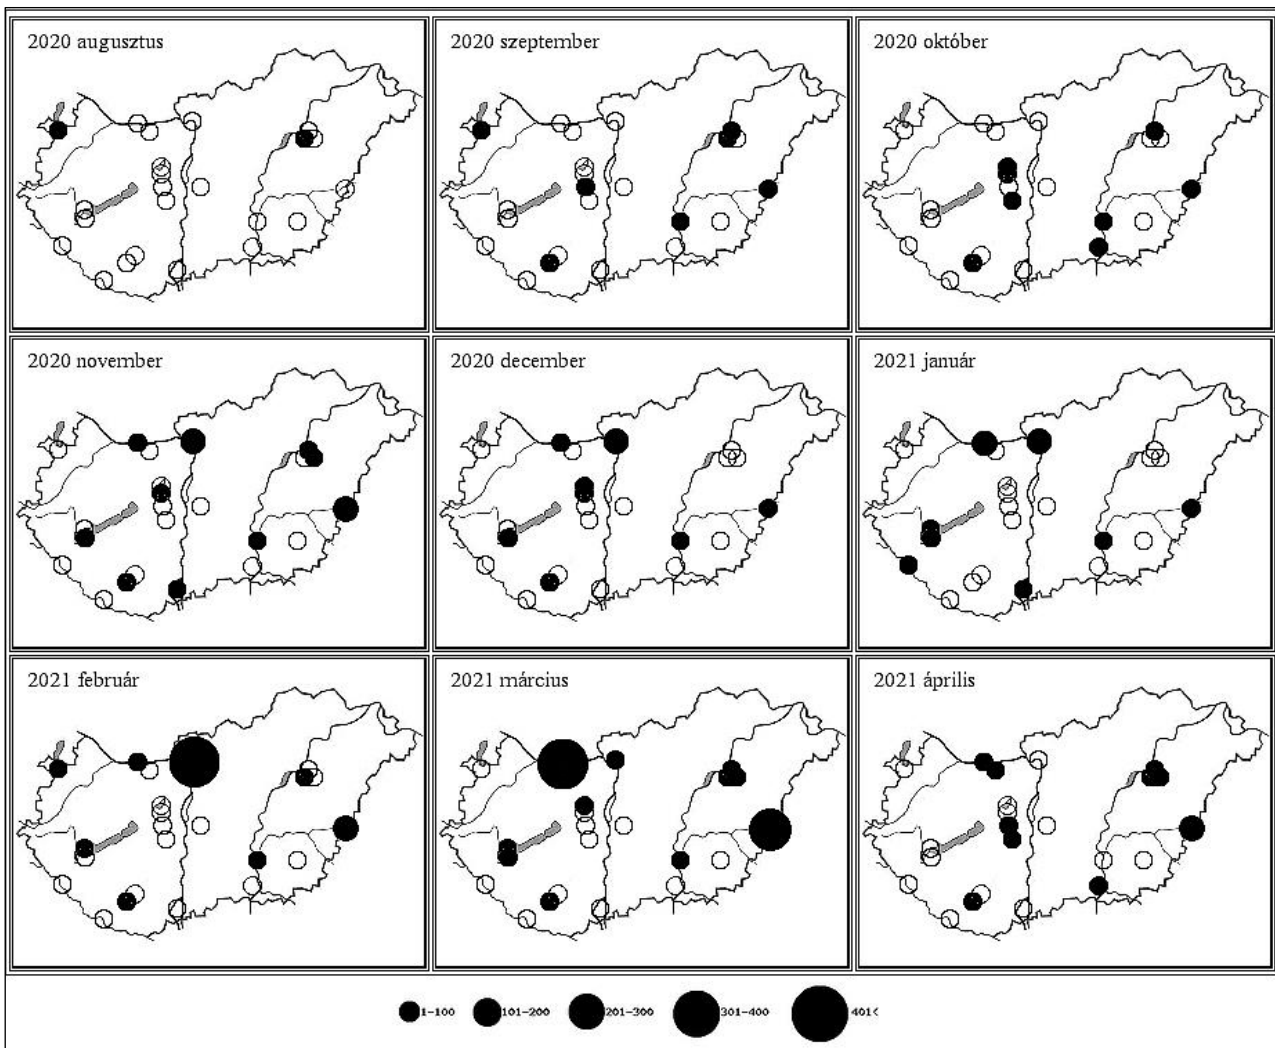 2020 augusztus
2020 szeptember
2020 október
2020 november
2020 december
2021 január
2021 február
2021 március
2021 április
1-100 101-200 201-300 301-400 401<